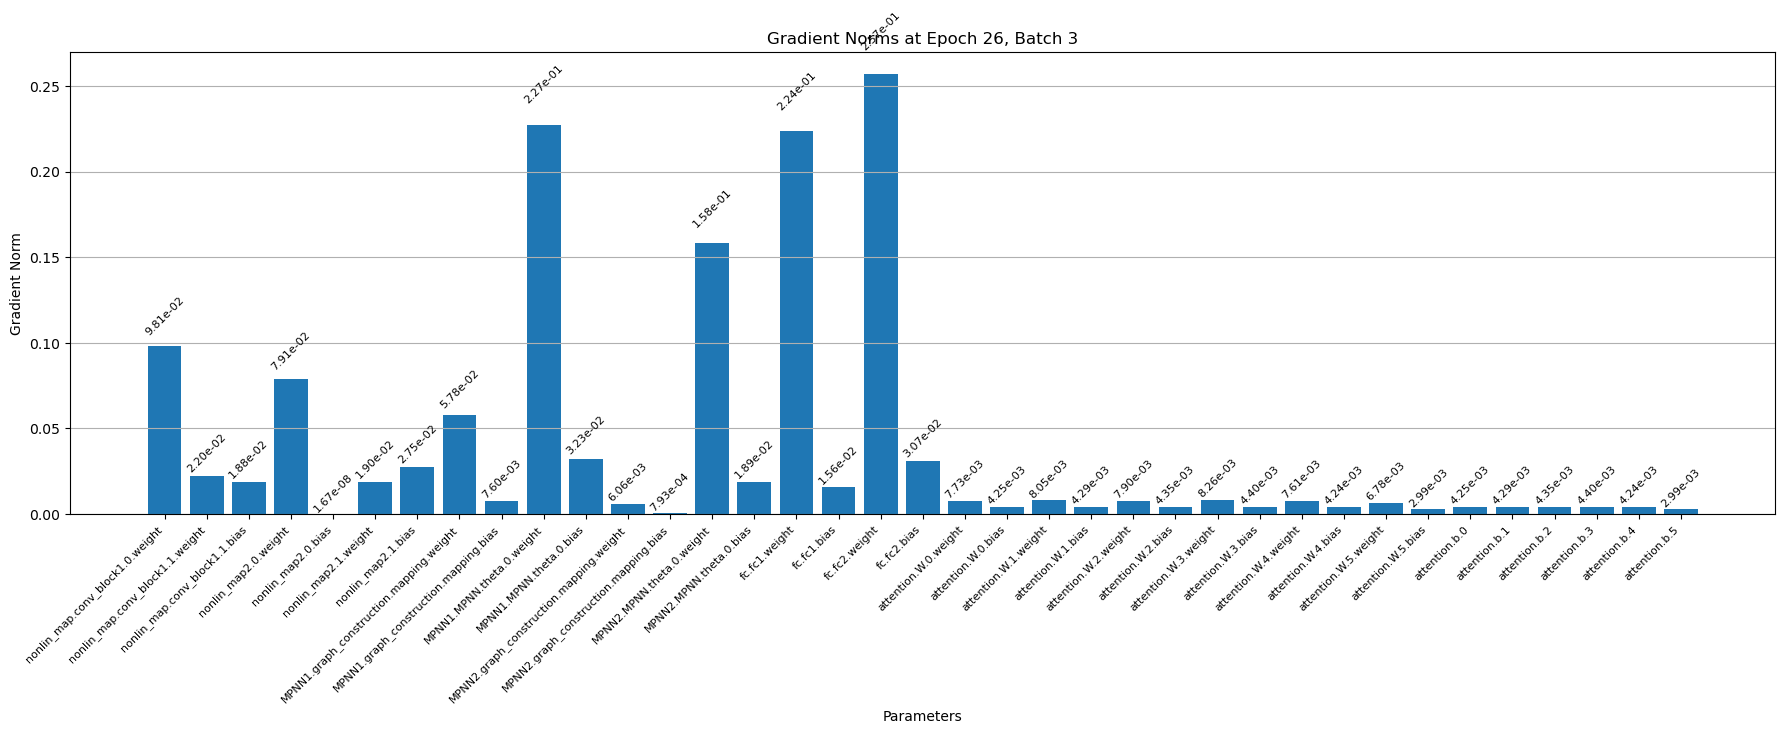 Gradient Norms at Epoch 26, Batch 3
Gradient Norm
0.25
0.20
0.15
0.10
0.05
0.00
9.81e-02
2.20e-02
1.88e-02
7.91e-02
1.67e-08
1.90e-02
2.75e-02
5.78e-02
7.60e-03
2.27e-01
3.23e-02
6.06e-03
7.93e-04
1.58e-01
1.89e-02
2.24e-01
1.56e-02
2.57e-01
3.07e-02
7.73e-03
4.25e-03
8.05e-03
4.29e-03
7.90e-03
4.35e-03
8.26e-03
4.40e-03
7.61e-03
4.24e-03
6.78e-03
2.99e-03
4.25e-03
4.29e-03
4.35e-03
4.40e-03
4.24e-03
2.99e-03
nonlin_map.conv_block1.0.weight
nonlin_map.conv_block1.1.weight
nonlin_map.conv_block1.1.bias
nonlin_map2.0.weight
nonlin_map2.0.bias
nonlin_map2.1.weight
nonlin_map2.1.bias
MPNN1.graph_construction.mapping.weight
MPNN1.graph_construction.mapping.bias
MPNN1.MPNN.theta.0.weight
MPNN1.MPNN.theta.0.bias
MPNN2.graph_construction.mapping.weight
MPNN2.graph_construction.mapping.bias
MPNN2.MPNN.theta.0.weight
MPNN2.MPNN.theta.0.bias
fc.fc1.weight
fc.fc1.bias
fc.fc2.weight
fc.fc2.bias
attention.W.0.weight
attention.W.0.bias
attention.W.1.weight
attention.W.1.bias
attention.W.2.weight
attention.W.2.bias
attention.W.3.weight
attention.W.3.bias
attention.W.4.weight
attention.W.4.bias
attention.W.5.weight
attention.W.5.bias
attention.b.0
attention.b.1
attention.b.2
attention.b.3
attention.b.4
attention.b.5
Parameters